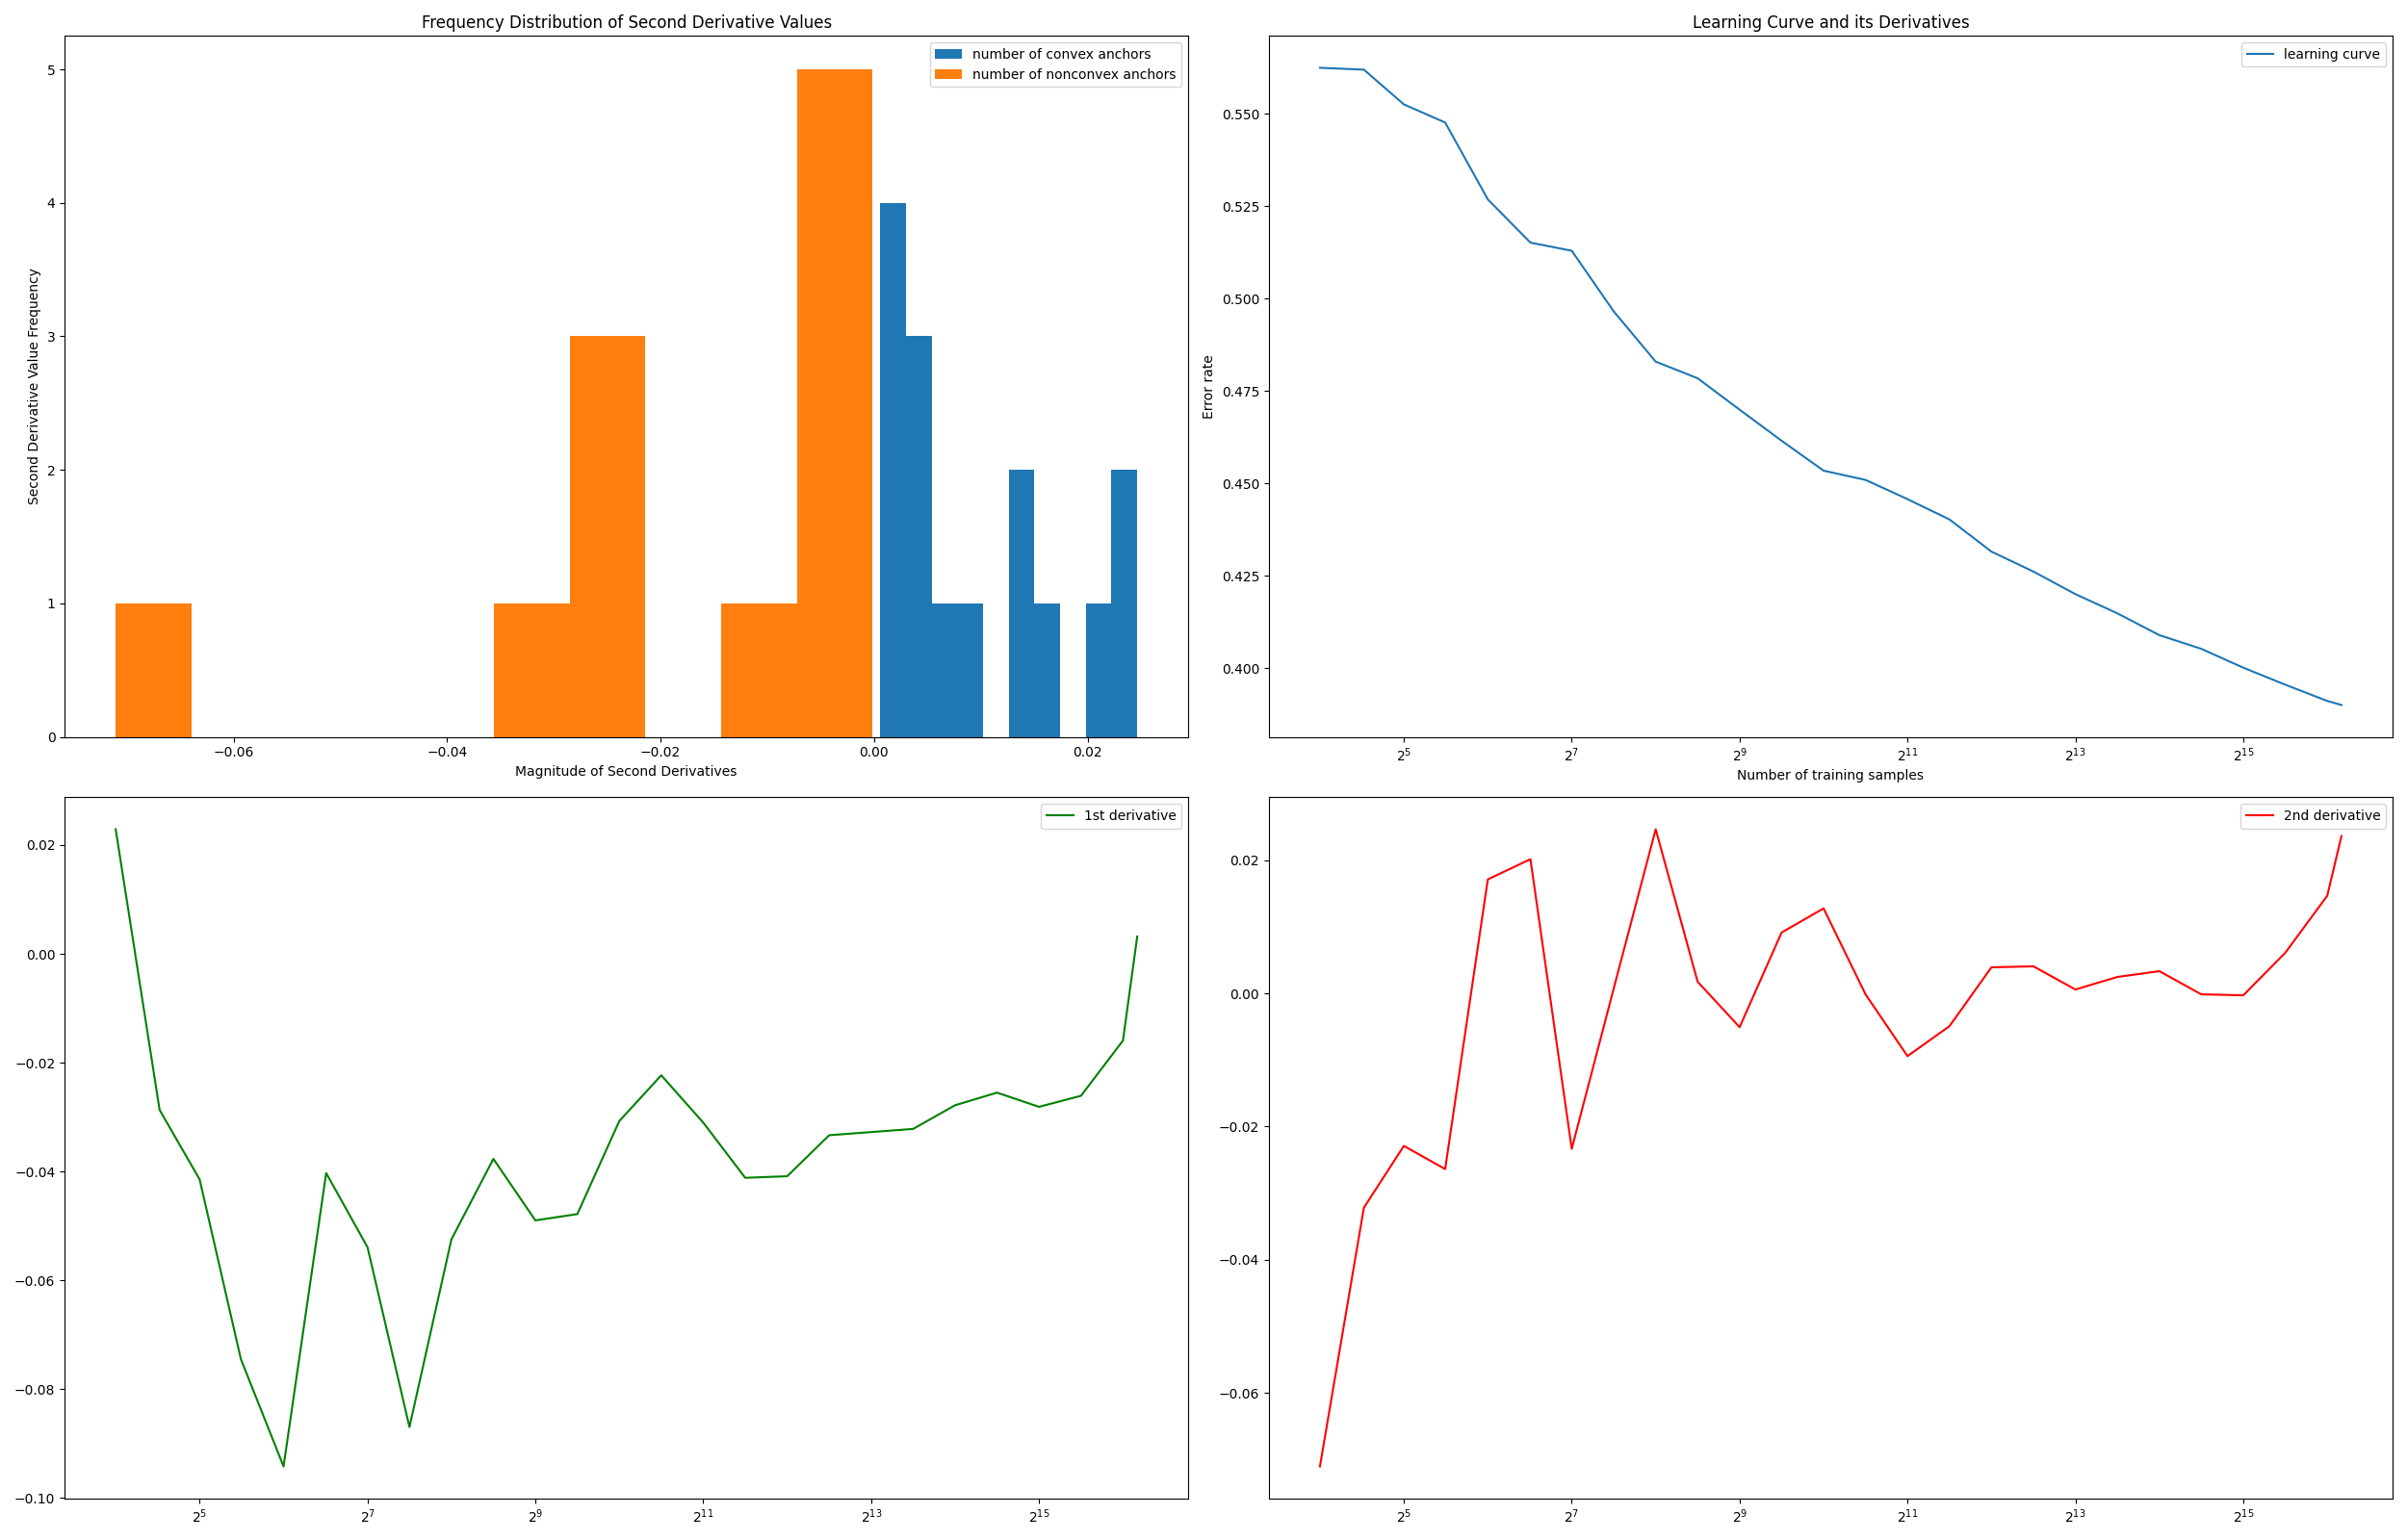 Frequency Distribution of Second Derivative Values
number of convex anchors
number of nonconvex anchors
Second Derivative Value Frequency
5
4
3
2
1
0
−0.06 −0.04 −0.02 0.00 0.02
Magnitude of Second Derivatives
Learning Curve and its Derivatives
learning curve
Error rate
0.550
0.525
0.500
0.475
0.450
0.425
0.400
2^5 2^7 2^9 2^11 2^13 2^15
Number of training samples
1st derivative
0.02
0.00
−0.02
−0.04
−0.06
−0.08
−0.10
2^5 2^7 2^9 2^11 2^13 2^15
2nd derivative
0.02
0.00
−0.02
−0.04
−0.06
2^5 2^7 2^9 2^11 2^13 2^15